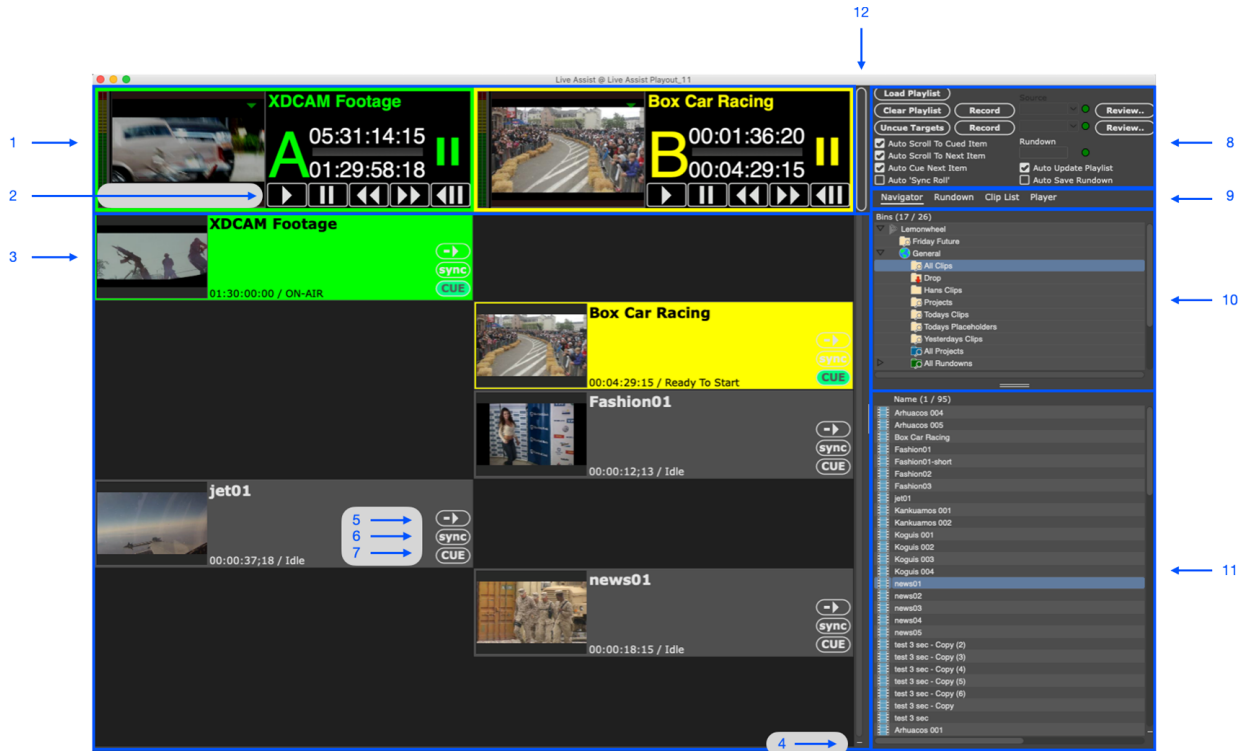 12
Live Assist @ Live Assist Playout_11
1
XDCAM Footage
A
05:31:14:15
01:29:58:18
Box Car Racing
B
00:01:36:20
00:04:29:15
Load Playlist
Source
Clear Playlist
Record
Review..
Uncue Targets
Record
Review..
Auto Scroll To Cued Item
Rundown
Auto Scroll To Next Item
Auto Cue Next Item
Auto Update Playlist
Auto 'Sync Roll'
Auto Save Rundown
8
2
Navigator
Rundown
Clip List
Player
9
3
XDCAM Footage
sync
CUE
01:30:00:00 / ON-AIR
Box Car Racing
sync
CUE
00:04:29:15 / Ready To Start
Fashion01
sync
CUE
00:00:12;13 / Idle
jet01
5
6
sync
7
CUE
00:00:37;18 / Idle
news01
sync
CUE
00:00:18:15 / Idle
4
Bins (17 / 26)
Lemonwheel
Friday Future
General
All Clips
Drop
Hans Clips
Projects
Todays Clips
Todays Placeholders
Yesterdays Clips
All Projects
All Rundowns
10
Name (1 / 95)
Arhuacos 004
Arhuacos 005
Box Car Racing
Fashion01
Fashion01-short
Fashion02
Fashion03
jet01
Kankuamos 001
Kankuamos 002
Koguis 001
Koguis 002
Koguis 003
Koguis 004
news01
news02
news03
news04
news05
test 3 sec - Copy (2)
test 3 sec - Copy (3)
test 3 sec - Copy (4)
test 3 sec - Copy (5)
test 3 sec - Copy (6)
test 3 sec - Copy
test 3 sec
Arhuacos 001
11